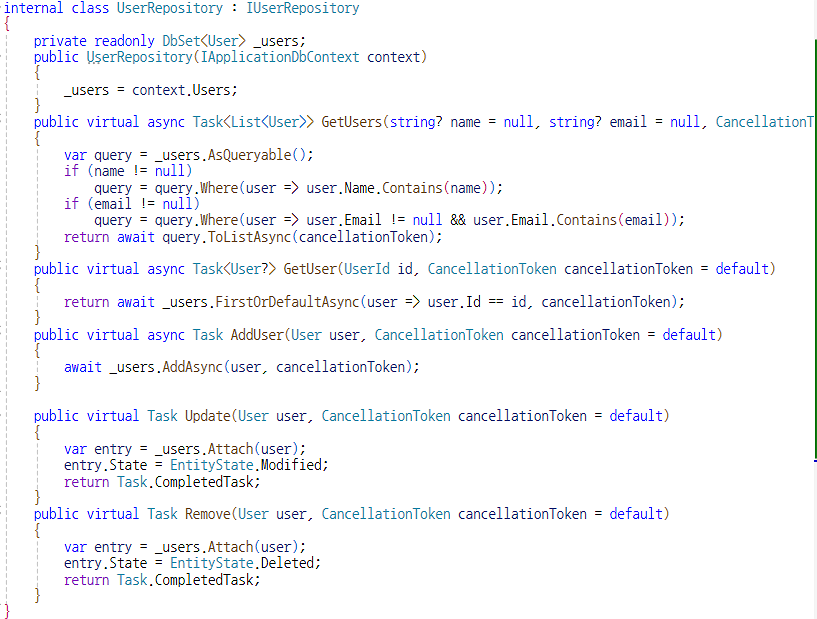 internal class UserRepository : IUserRepository
{
    private readonly DbSet<User> _users;
    public UserRepository(IApplicationDbContext context)
    {
        _users = context.Users;
    }
    public virtual async Task<List<User>> GetUsers(string? name = null, string? email = null, CancellationT
    {
        var query = _users.AsQueryable();
        if (name != null)
            query = query.Where(user => user.Name.Contains(name));
        if (email != null)
            query = query.Where(user => user.Email != null && user.Email.Contains(email));
        return await query.ToListAsync(cancellationToken);
    }
    public virtual async Task<User?> GetUser(UserId id, CancellationToken cancellationToken = default)
    {
        return await _users.FirstOrDefaultAsync(user => user.Id == id, cancellationToken);
    }
    public virtual async Task AddUser(User user, CancellationToken cancellationToken = default)
    {
        await _users.AddAsync(user, cancellationToken);
    }

    public virtual Task Update(User user, CancellationToken cancellationToken = default)
    {
        var entry = _users.Attach(user);
        entry.State = EntityState.Modified;
        return Task.CompletedTask;
    }
    public virtual Task Remove(User user, CancellationToken cancellationToken = default)
    {
        var entry = _users.Attach(user);
        entry.State = EntityState.Deleted;
        return Task.CompletedTask;
    }
}